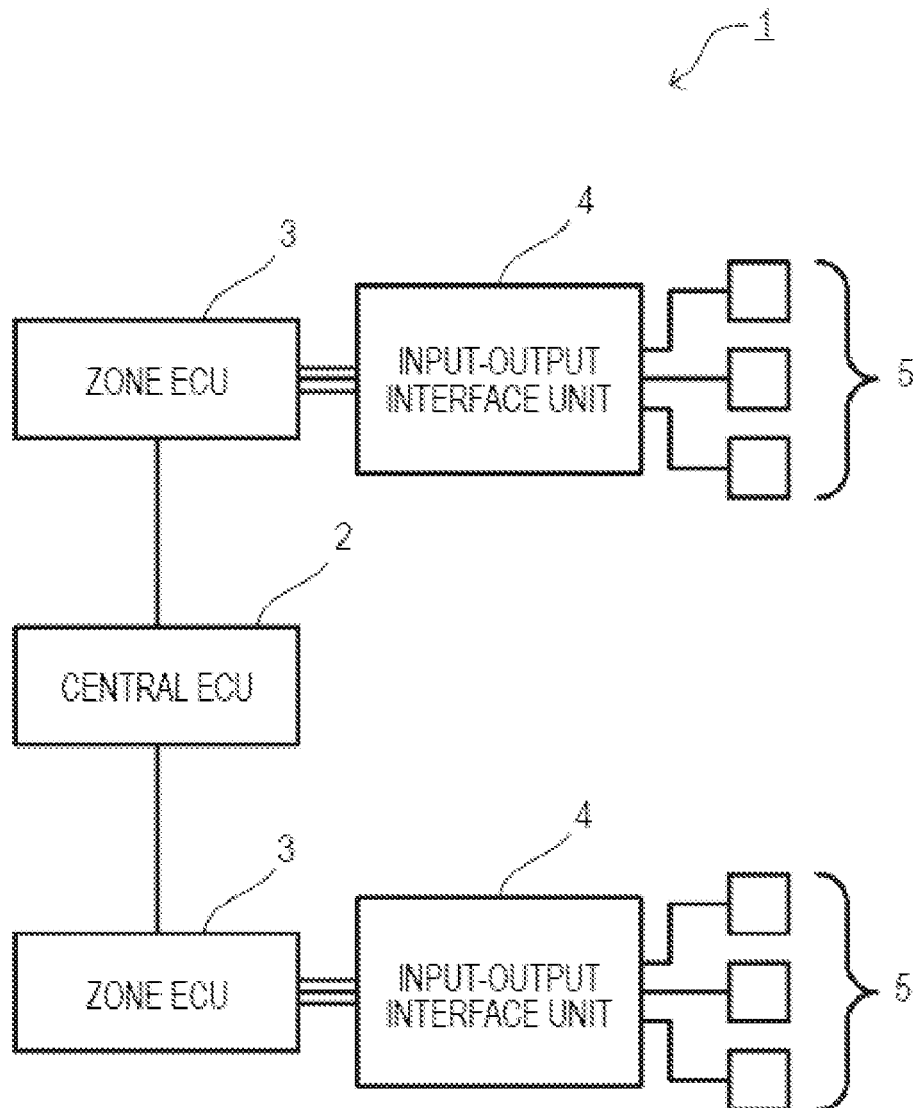 1
4
3
ZONE ECU
INPUT-OUTPUT
INTERFACE UNIT
5
2
CENTRAL ECU
4
3
ZONE ECU
INPUT-OUTPUT
INTERFACE UNIT
5